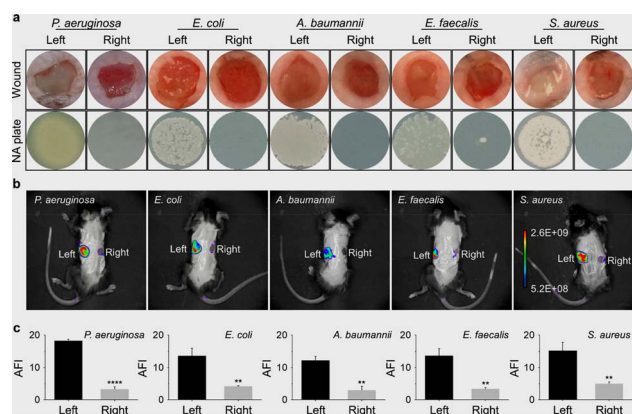 a
P. aeruginosa E. coli A. baumannii E. faecalis S. aureus
Left Right Left Right Left Right Left Right Left Right
Wound
NA plate
b
P. aeruginosa E. coli A. baumannii E. faecalis S. aureus
2.6E+09
Left Right Left Right Left Right Left Right Left Right
5.2E+08
c
P. aeruginosa E. coli A. baumannii E. faecalis S. aureus
20 20 20 20 20
AFI AFI AFI AFI AFI
10 10 10 10 10
**** ** ** ** **
0 0 0 0 0
Left Right Left Right Left Right Left Right Left Right